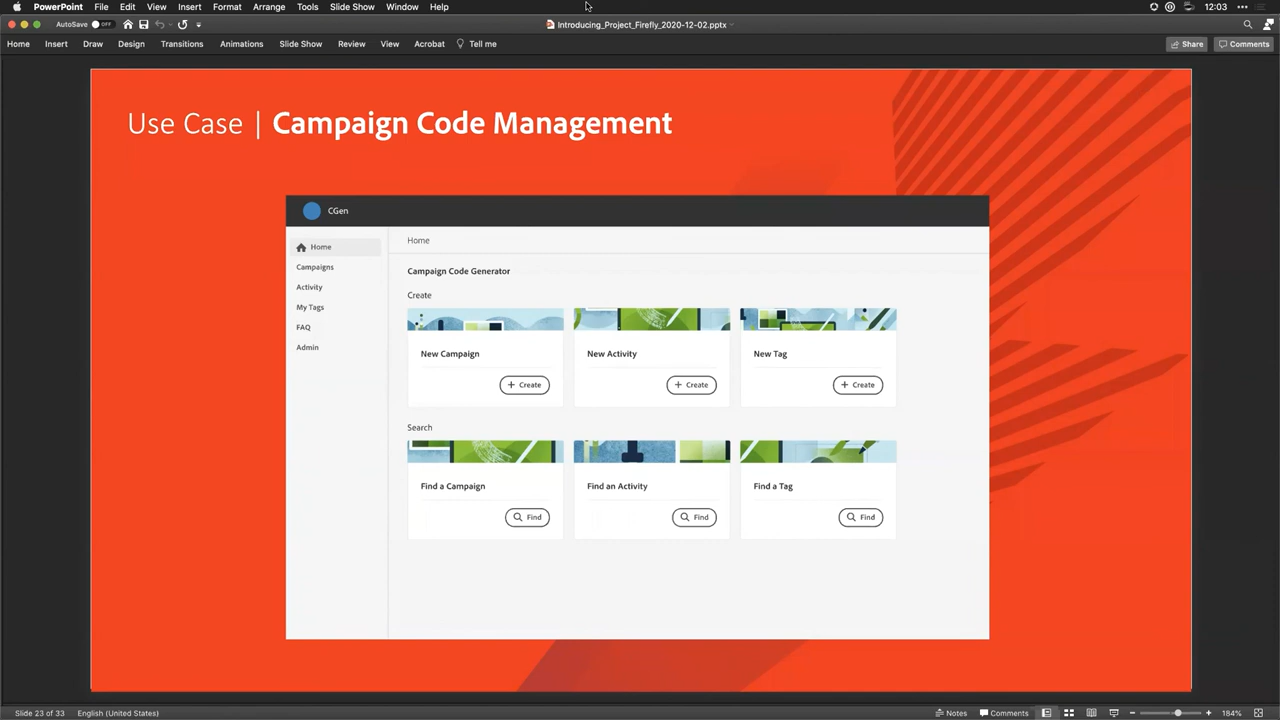 PowerPoint File Edit View Insert Format Arrange Tools Slide Show Window Help 12:03
AutoSave OFF Introducing_Project_Firefly_2020-12-02.pptx
Home Insert Draw Design Transitions Animations Slide Show Review View Acrobat Tell me Share Comments
Use Case | Campaign Code Management
CGen
Home
Campaigns
Activity
My Tags
FAQ
Admin
Home
Campaign Code Generator
Create
New Campaign
+ Create
New Activity
+ Create
New Tag
+ Create
Search
Find a Campaign
Find
Find an Activity
Find
Find a Tag
Find
Slide 23 of 33 English (United States) Notes Comments 184%